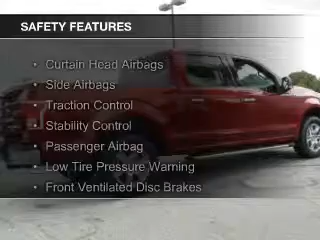 SAFETY FEATURES
• Curtain Head Airbags
• Side Airbags
• Traction Control
• Stability Control
• Passenger Airbag
• Low Tire Pressure Warning
• Front Ventilated Disc Brakes